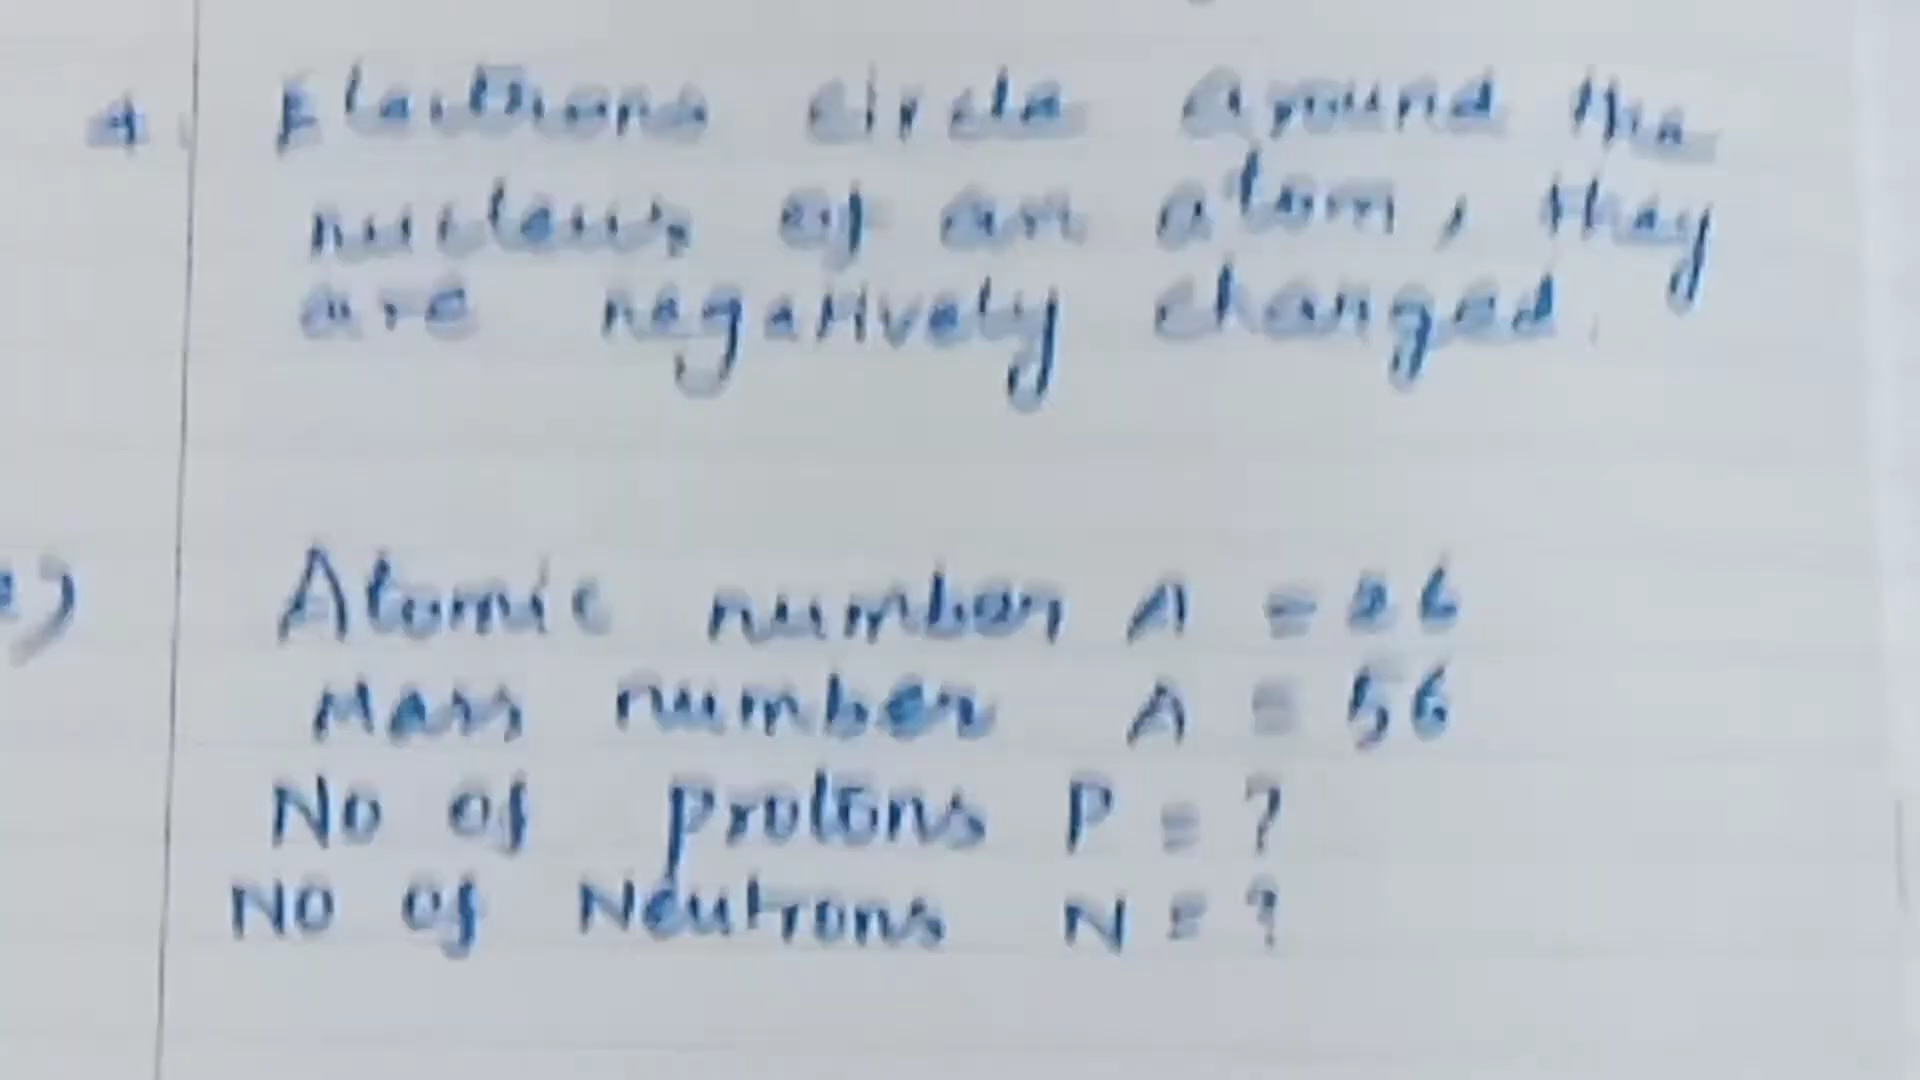 4. Electrons circle around the
nucleus of an atom, they
are negatively charged.
2) Atomic number A = 26
Mass number A = 56
No of protons P = ?
No of Neutrons N = ?